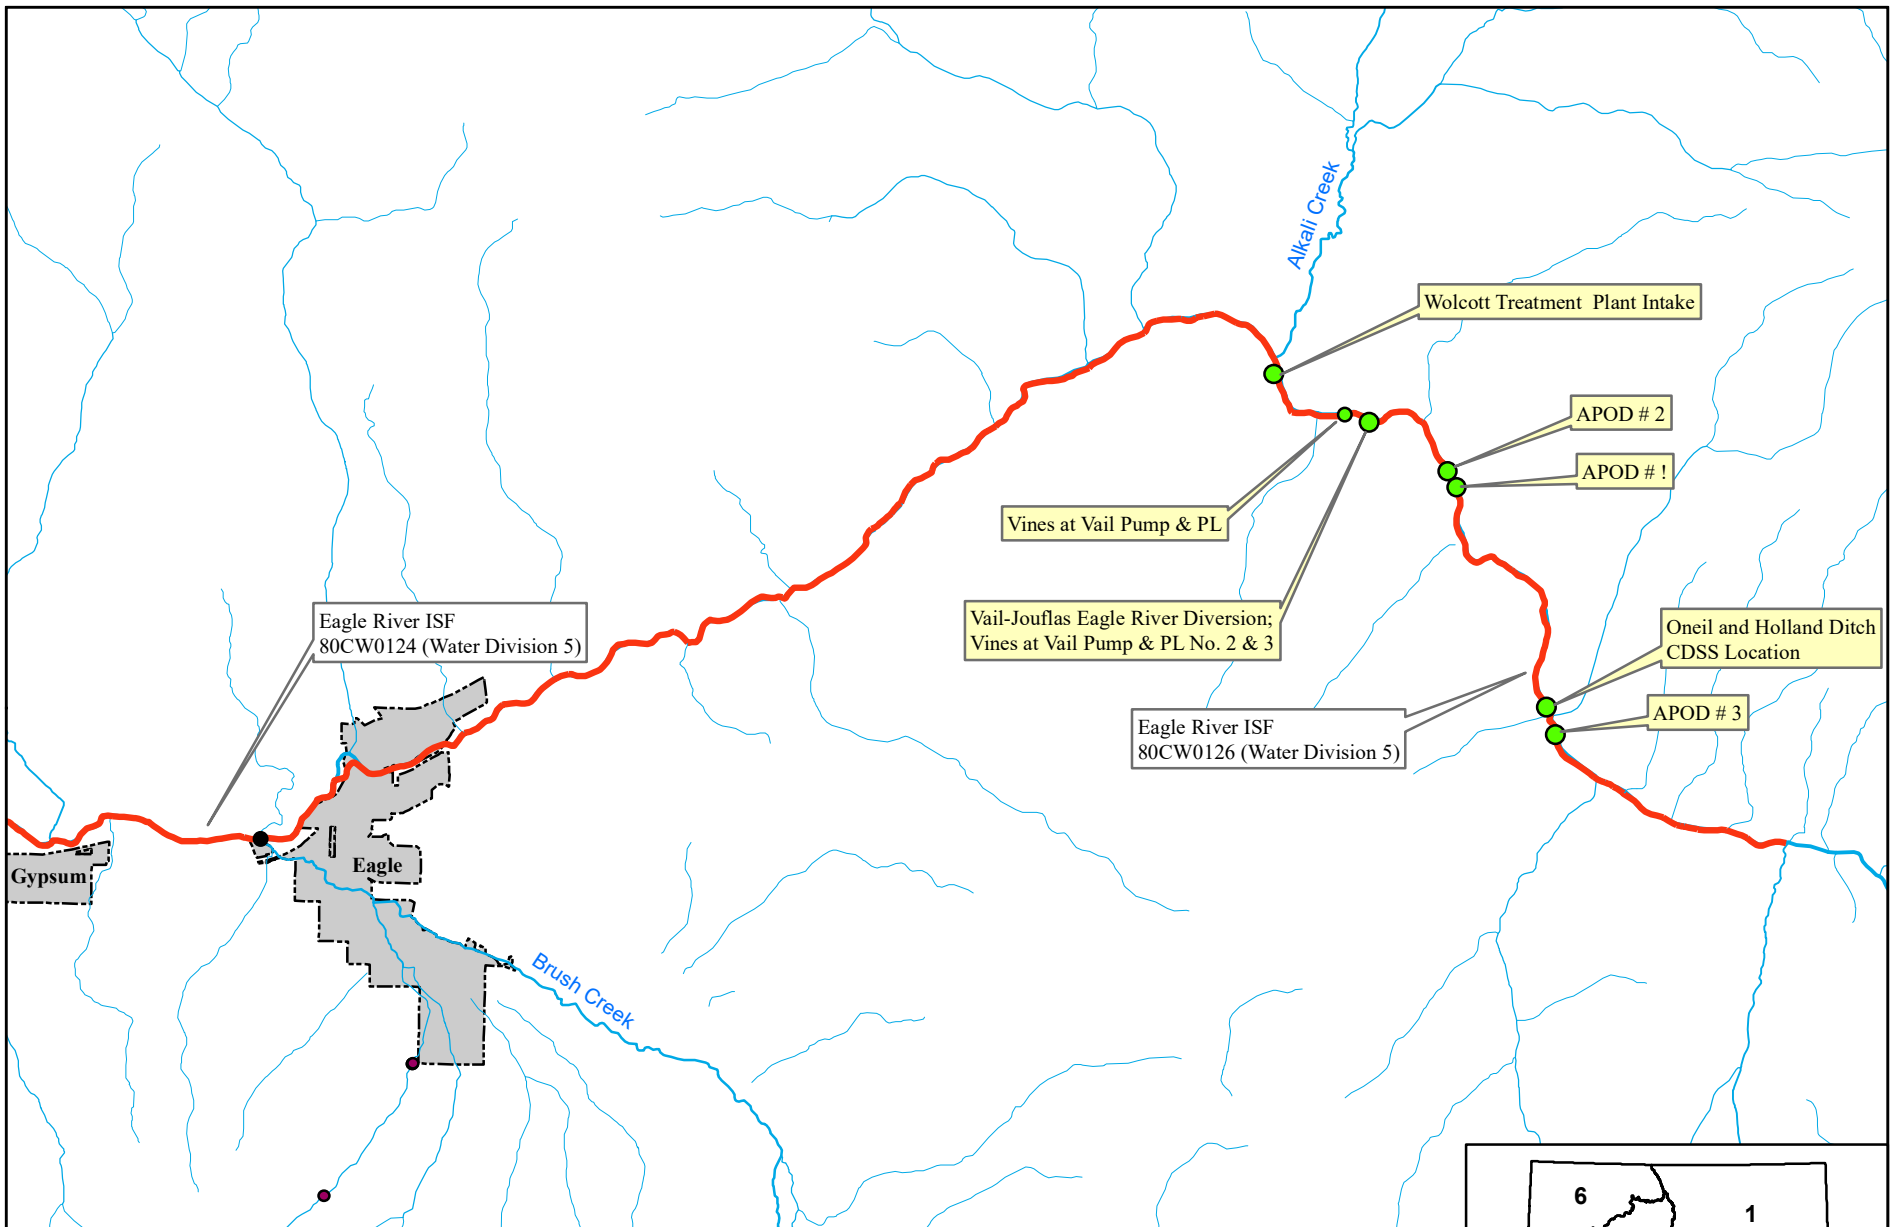 Alkali Creek
Wolcott Treatment  Plant Intake
APOD # 2
APOD # !
Vines at Vail Pump & PL
Vail-Jouflas Eagle River Diversion;
Vines at Vail Pump & PL No. 2 & 3
Eagle River ISF
80CW0124 (Water Division 5)
Oneil and Holland Ditch
CDSS Location
APOD # 3
Eagle River ISF
80CW0126 (Water Division 5)
Eagle
Gypsum
Brush Creek
6
1